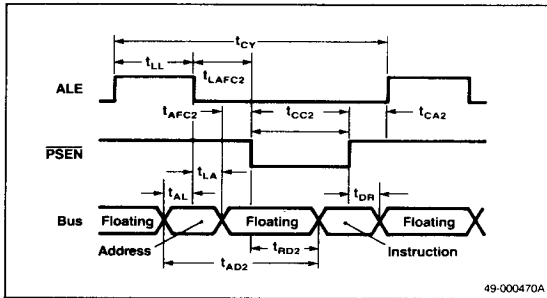 tCY
tLL
tLAFC2
ALE
tAFC2
tCC2
tCA2
PSEN
tLA
tAL
tDR
Bus
Floating
Floating
Floating
Address
tRD2
Instruction
tAD2
49-000470A